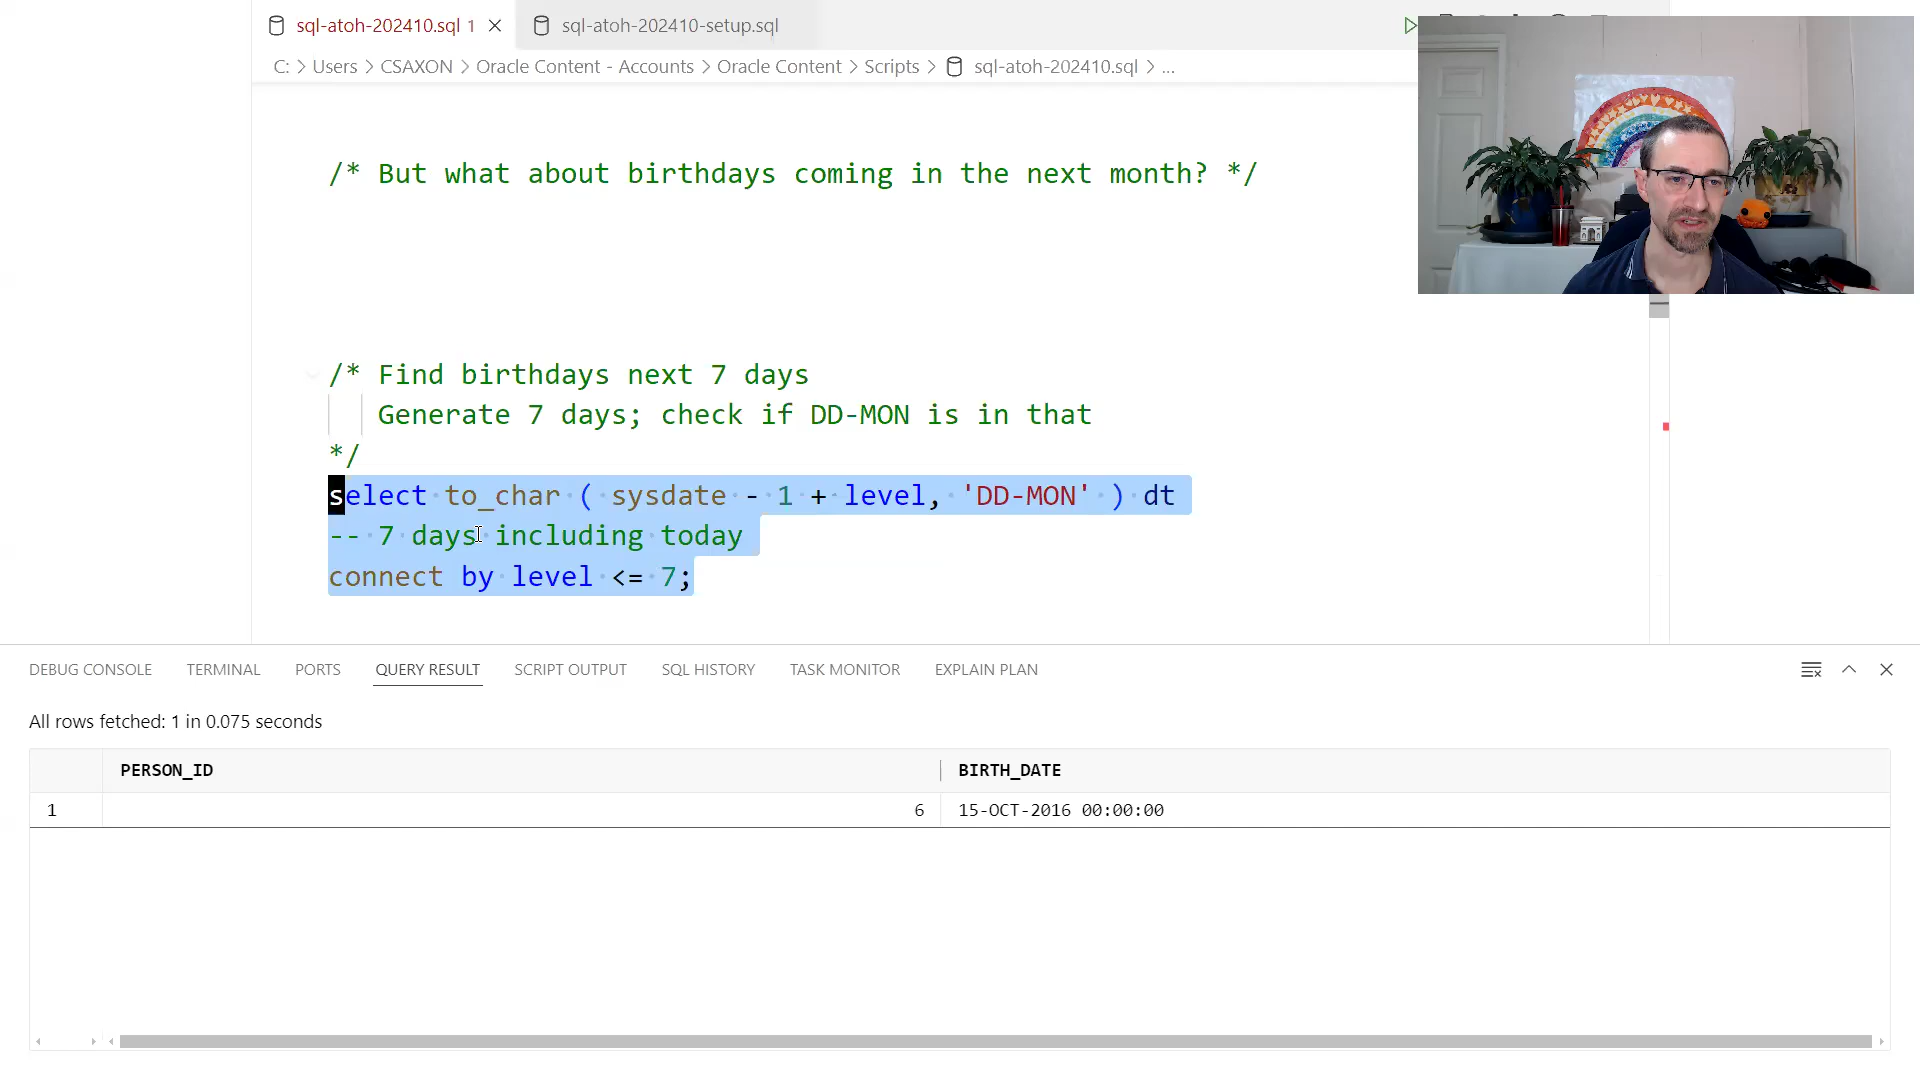 sql-atoh-202410.sql 1
sql-atoh-202410-setup.sql
C: > Users > CSAXON > Oracle Content - Accounts > Oracle Content > Scripts > sql-atoh-202410.sql > ...
/* But what about birthdays coming in the next month? */
/* Find birthdays next 7 days
Generate 7 days; check if DD-MON is in that
*/
select to_char ( sysdate - 1 + level, 'DD-MON' ) dt
-- 7 days including today
connect by level <= 7;
DEBUG CONSOLE TERMINAL PORTS QUERY RESULT SCRIPT OUTPUT SQL HISTORY TASK MONITOR EXPLAIN PLAN
All rows fetched: 1 in 0.075 seconds
PERSON_ID BIRTH_DATE
1 6 15-OCT-2016 00:00:00